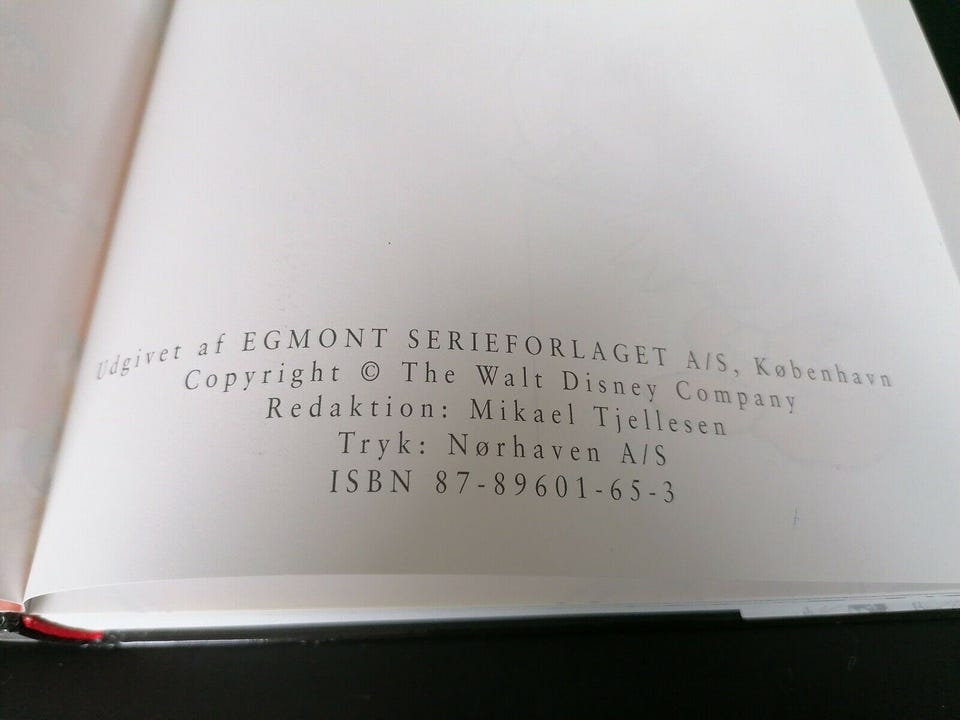 Udgivet af EGMONT SERIEFORLAGET A/S, København
Copyright © The Walt Disney Company
Redaktion: Mikael Tjellesen
Tryk: Nørhaven A/S
ISBN 87-89601-65-3